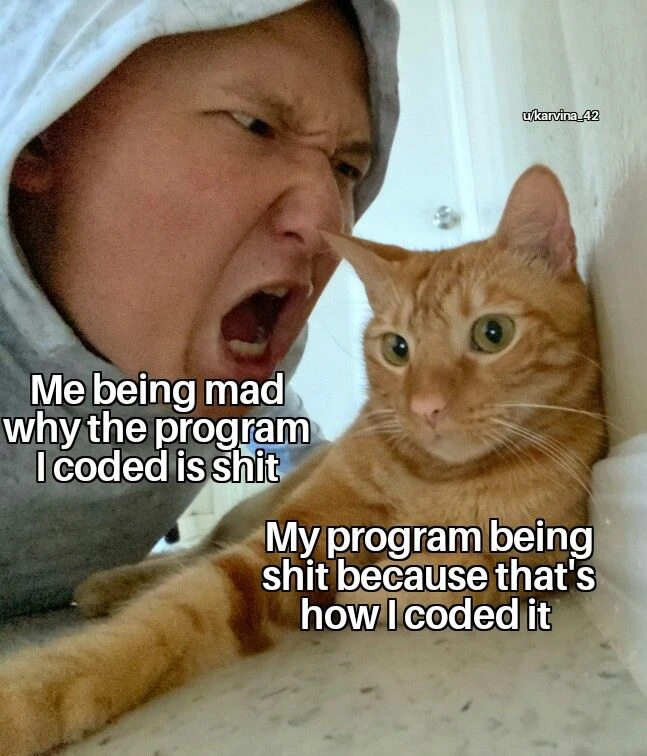 u/karvina_42
Me being mad
why the program
I coded is shit
My program being
shit because that's
how I coded it